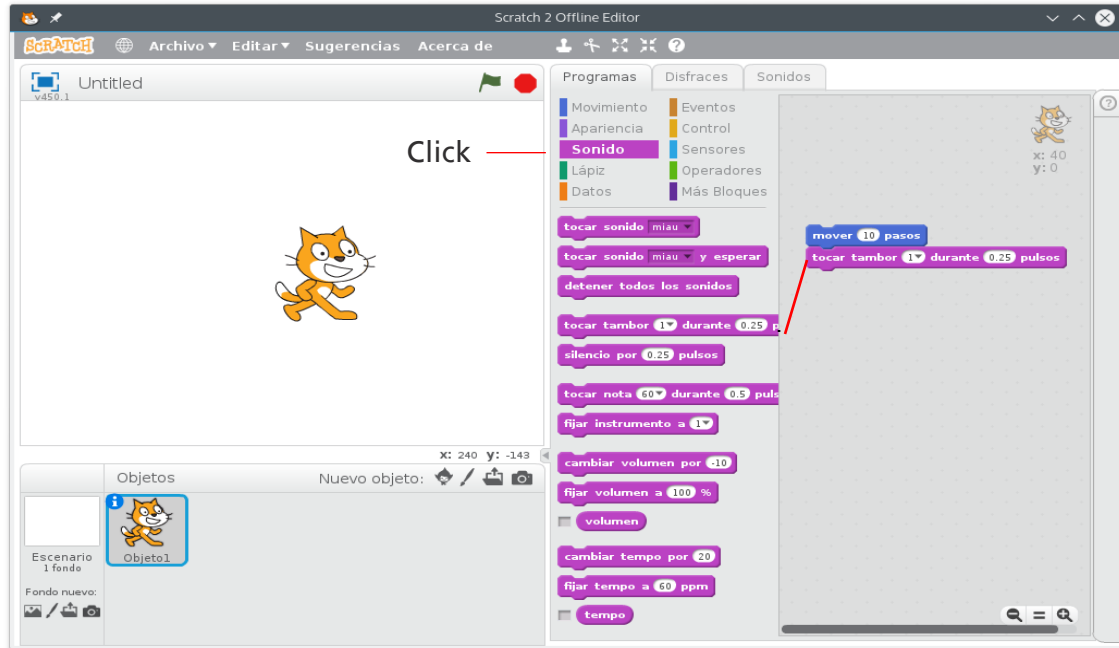 Scratch 2 Offline Editor
SCRATCH Archivo Editar Sugerencias Acerca de
Untitled
v450.1
Programas Disfraces Sonidos
Movimiento Eventos
Apariencia Control
Sonido Sensores
Lápiz Operadores
Datos Más Bloques
Click
tocar sonido miau
tocar sonido miau y esperar
detener todos los sonidos
tocar tambor 1 durante 0.25 p
silencio por 0.25 pulsos
tocar nota 60 durante 0.5 puls
fijar instrumento a 1
cambiar volumen por -10
fijar volumen a 100 %
volumen
cambiar tempo por 20
fijar tempo a 60 ppm
tempo
x: 40
y: 0
mover 10 pasos
tocar tambor 1 durante 0.25 pulsos
x: 240 y: -143
Objetos Nuevo objeto:
Escenario
1 fondo
Fondo nuevo:
Objeto1